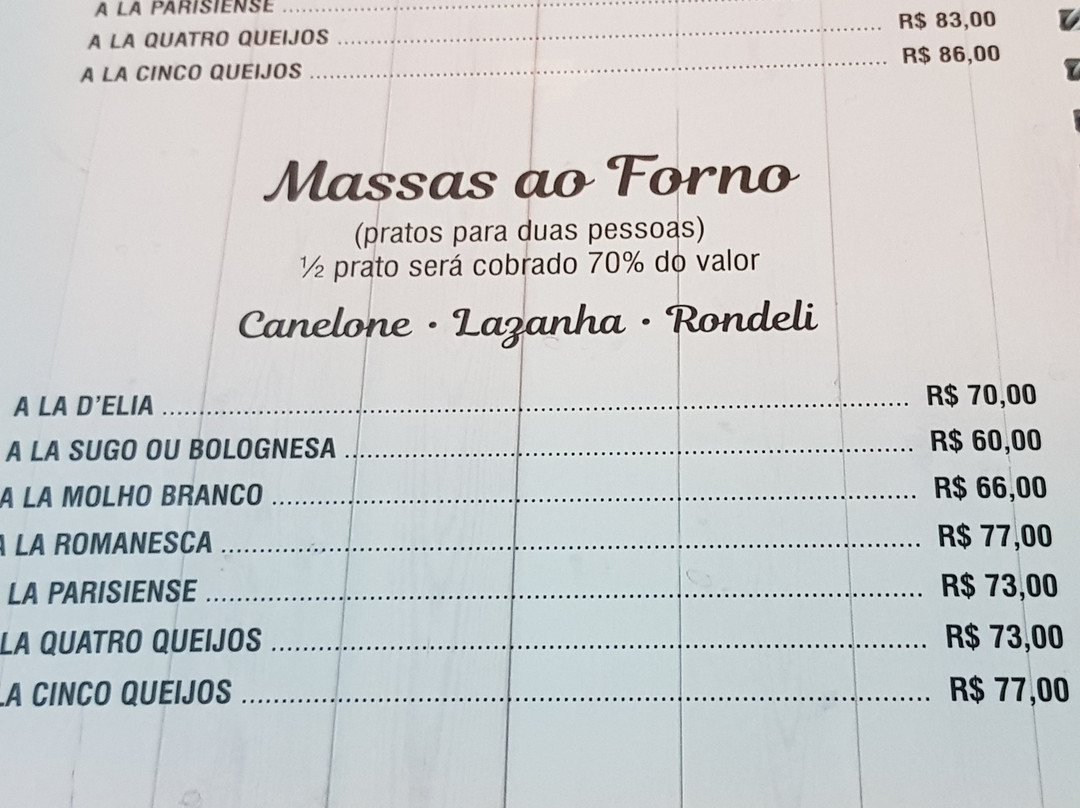 A LA PARISIENSE
A LA QUATRO QUEIJOS R$ 83,00
A LA CINCO QUEIJOS R$ 86,00
Massas ao Forno
(pratos para duas pessoas)
½ prato será cobrado 70% do valor
Canelone · Lazanha · Rondeli
A LA D'ELIA R$ 70,00
A LA SUGO OU BOLOGNESA R$ 60,00
A LA MOLHO BRANCO R$ 66,00
A LA ROMANESCA R$ 77,00
LA PARISIENSE R$ 73,00
LA QUATRO QUEIJOS R$ 73,00
LA CINCO QUEIJOS R$ 77,00